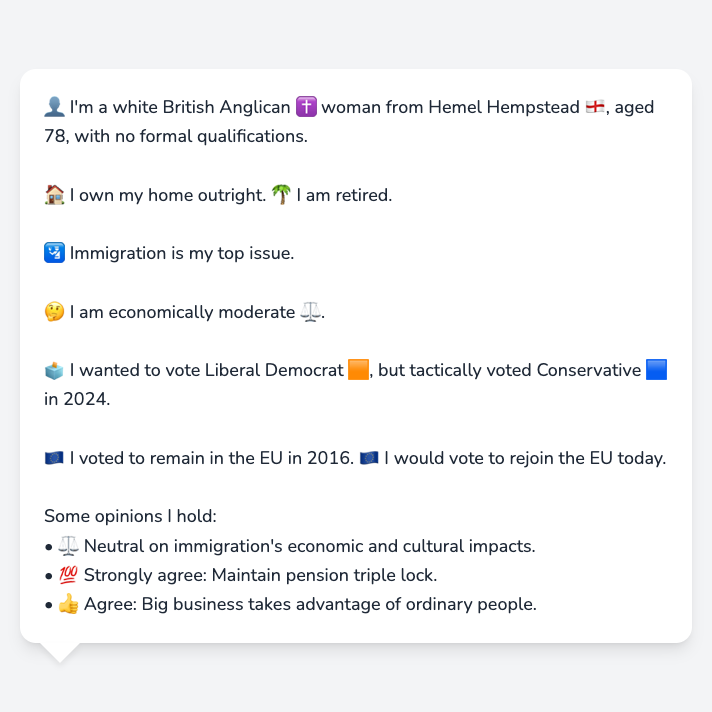 👤 I'm a white British Anglican ✝️ woman from Hemel Hempstead 🏴󠁧󠁢󠁥󠁮󠁧󠁿, aged
78, with no formal qualifications.
🏠 I own my home outright. 🌴 I am retired.
🛂 Immigration is my top issue.
🤔 I am economically moderate ⚖️.
🗳️ I wanted to vote Liberal Democrat 🟧, but tactically voted Conservative 🟦
in 2024.
🇪🇺 I voted to remain in the EU in 2016. 🇪🇺 I would vote to rejoin the EU today.
Some opinions I hold:
• ⚖️ Neutral on immigration's economic and cultural impacts.
• 💯 Strongly agree: Maintain pension triple lock.
• 👍 Agree: Big business takes advantage of ordinary people.